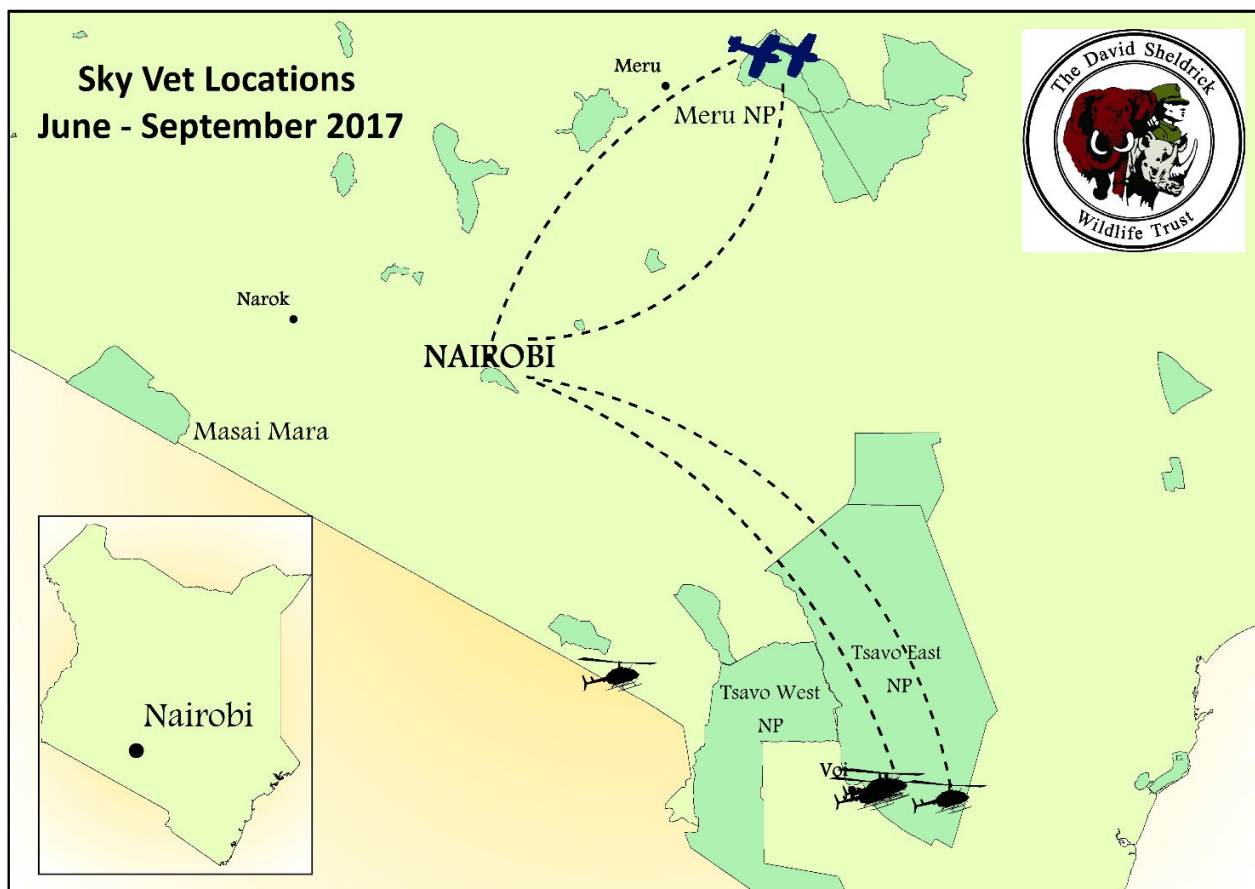 Sky Vet Locations
June - September 2017
The David Sheldrick
Wildlife Trust
Meru
Meru NP
Narok
NAIROBI
Masai Mara
Tsavo East
NP
Tsavo West
NP
Voi
Nairobi